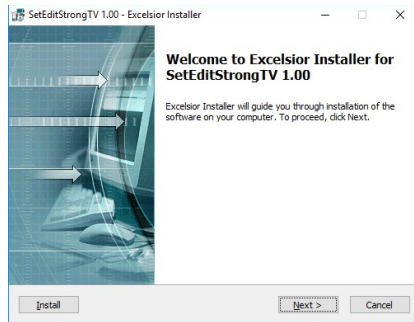 SetEditStrongTV 1.00 - Excelsior Installer
Welcome to Excelsior Installer for
SetEditStrongTV 1.00
Excelsior Installer will guide you through installation of the
software on your computer. To proceed, click Next.
Install
Next >
Cancel